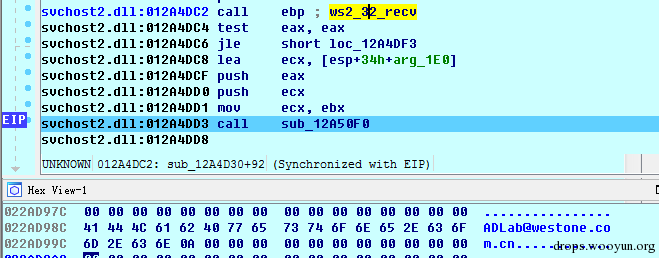 svchost2.dll:012A4DC2 call    ebp ; ws2_32_recv
svchost2.dll:012A4DC4 test    eax, eax
svchost2.dll:012A4DC6 jle     short loc_12A4DF3
svchost2.dll:012A4DC8 lea     ecx, [esp+34h+arg_1E0]
svchost2.dll:012A4DCF push    eax
svchost2.dll:012A4DD0 push    ecx
svchost2.dll:012A4DD1 mov     ecx, ebx
EIP svchost2.dll:012A4DD3 call    sub_12A50F0
svchost2.dll:012A4DD8
UNKNOWN 012A4DC2: sub_12A4D30+92 (Synchronized with EIP)
Hex View-1
022AD97C 00 00 00 00 00 00 00 00 00 00 00 00 00 00 00 00 ................
022AD98C 41 44 4C 61 62 40 77 65 73 74 6F 6E 65 2E 63 6F ADLab@westone.co
022AD99C 6D 2E 63 6E 0A 00 00 00 00 00 00 00 00 00 00 00 m.cn............
drops.wooyun.org